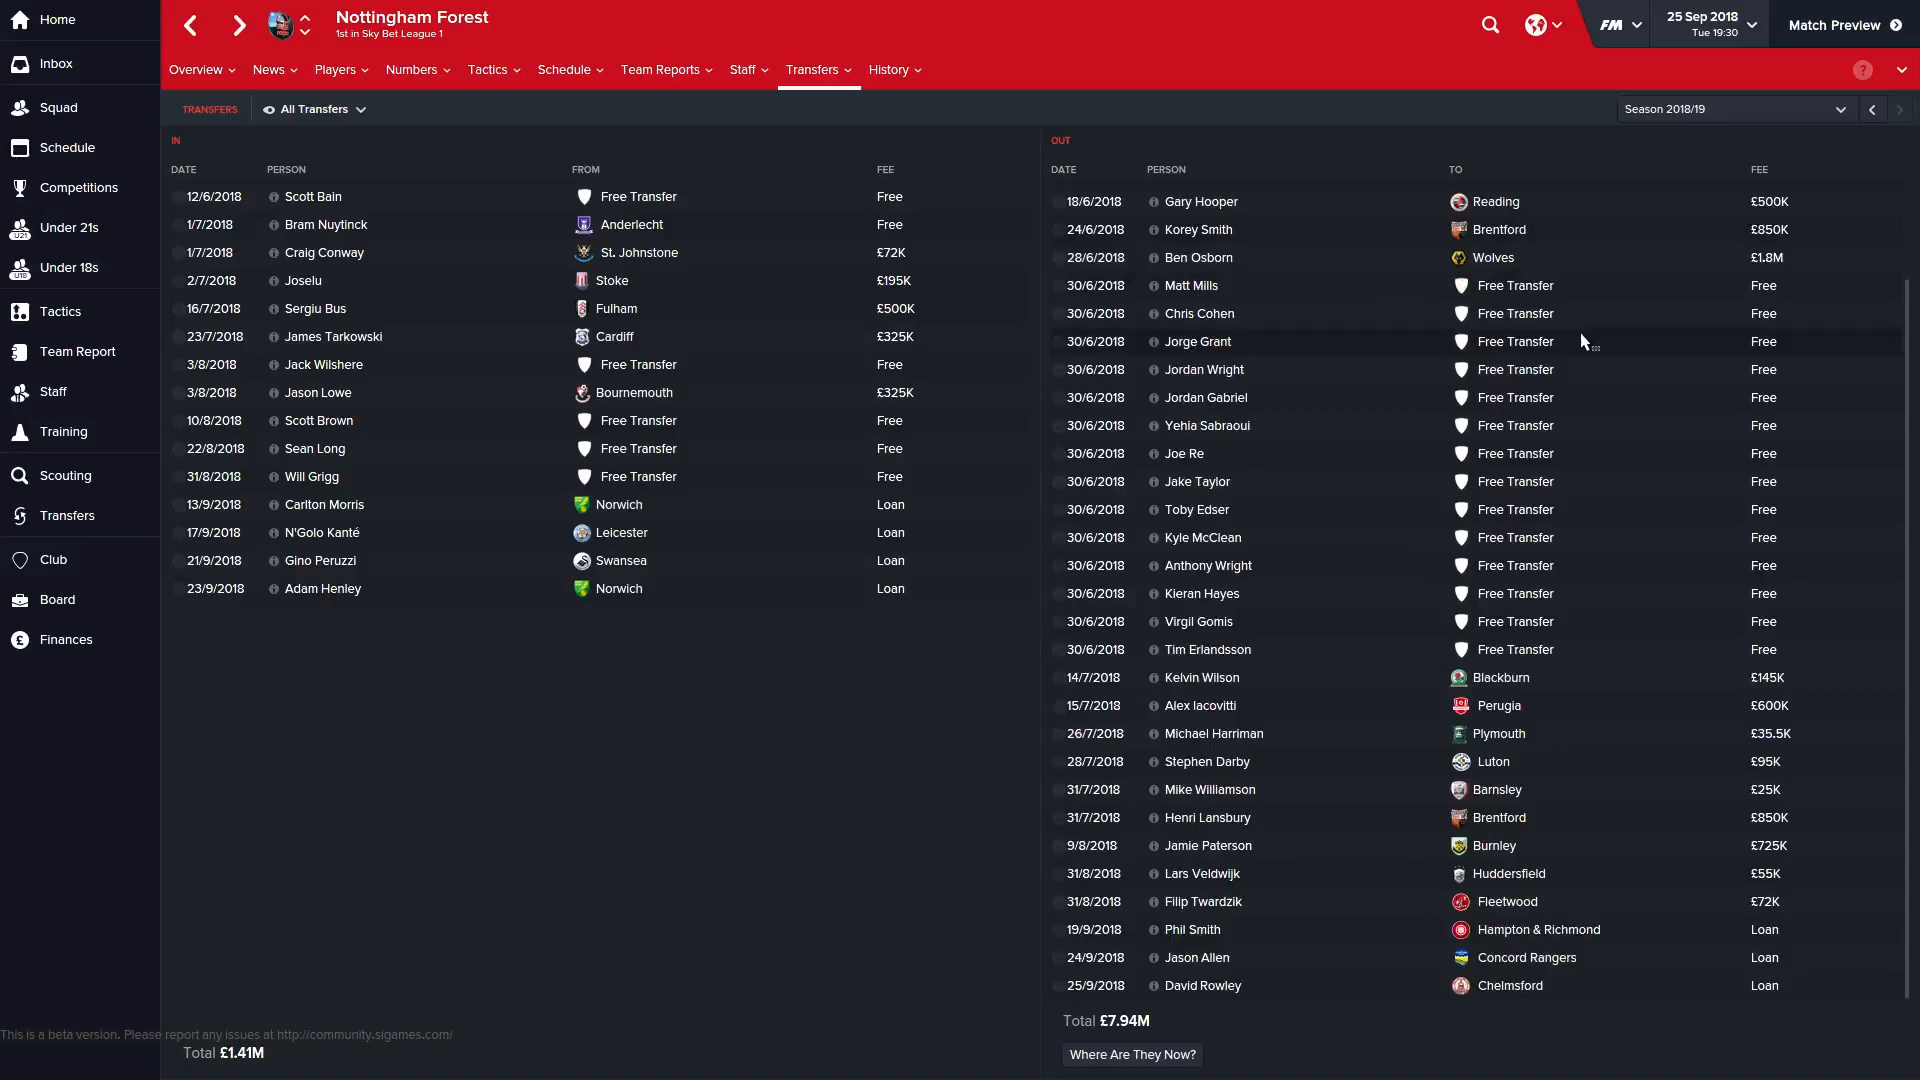 Home
Inbox
Squad
Schedule
Competitions
U21 Under 21s
U18 Under 18s
Tactics
Team Report
Staff
Training
Scouting
Transfers
Club
Board
Finances
Nottingham Forest
1st in Sky Bet League 1
FM
25 Sep 2018
Tue 19:30
Match Preview
Overview News Players Numbers Tactics Schedule Team Reports Staff Transfers History
?
TRANSFERS All Transfers
Season 2018/19
IN
DATE PERSON FROM FEE
12/6/2018 Scott Bain Free Transfer Free
1/7/2018 Bram Nuytinck Anderlecht Free
1/7/2018 Craig Conway St. Johnstone £72K
2/7/2018 Joselu Stoke £195K
16/7/2018 Sergiu Bus Fulham £500K
23/7/2018 James Tarkowski Cardiff £325K
3/8/2018 Jack Wilshere Free Transfer Free
3/8/2018 Jason Lowe Bournemouth £325K
10/8/2018 Scott Brown Free Transfer Free
22/8/2018 Sean Long Free Transfer Free
31/8/2018 Will Grigg Free Transfer Free
13/9/2018 Carlton Morris Norwich Loan
17/9/2018 N'Golo Kanté Leicester Loan
21/9/2018 Gino Peruzzi Swansea Loan
23/9/2018 Adam Henley Norwich Loan
This is a beta version. Please report any issues at http://community.sigames.com/
Total £1.41M
OUT
DATE PERSON TO FEE
18/6/2018 Gary Hooper Reading £500K
24/6/2018 Korey Smith Brentford £850K
28/6/2018 Ben Osborn Wolves £1.8M
30/6/2018 Matt Mills Free Transfer Free
30/6/2018 Chris Cohen Free Transfer Free
30/6/2018 Jorge Grant Free Transfer Free
30/6/2018 Jordan Wright Free Transfer Free
30/6/2018 Jordan Gabriel Free Transfer Free
30/6/2018 Yehia Sabraoui Free Transfer Free
30/6/2018 Joe Re Free Transfer Free
30/6/2018 Jake Taylor Free Transfer Free
30/6/2018 Toby Edser Free Transfer Free
30/6/2018 Kyle McClean Free Transfer Free
30/6/2018 Anthony Wright Free Transfer Free
30/6/2018 Kieran Hayes Free Transfer Free
30/6/2018 Virgil Gomis Free Transfer Free
30/6/2018 Tim Erlandsson Free Transfer Free
14/7/2018 Kelvin Wilson Blackburn £145K
15/7/2018 Alex Iacovitti Perugia £600K
26/7/2018 Michael Harriman Plymouth £35.5K
28/7/2018 Stephen Darby Luton £95K
31/7/2018 Mike Williamson Barnsley £25K
31/7/2018 Henri Lansbury Brentford £850K
9/8/2018 Jamie Paterson Burnley £725K
31/8/2018 Lars Veldwijk Huddersfield £55K
31/8/2018 Filip Twardzik Fleetwood £72K
19/9/2018 Phil Smith Hampton & Richmond Loan
24/9/2018 Jason Allen Concord Rangers Loan
25/9/2018 David Rowley Chelmsford Loan
Total £7.94M
Where Are They Now?